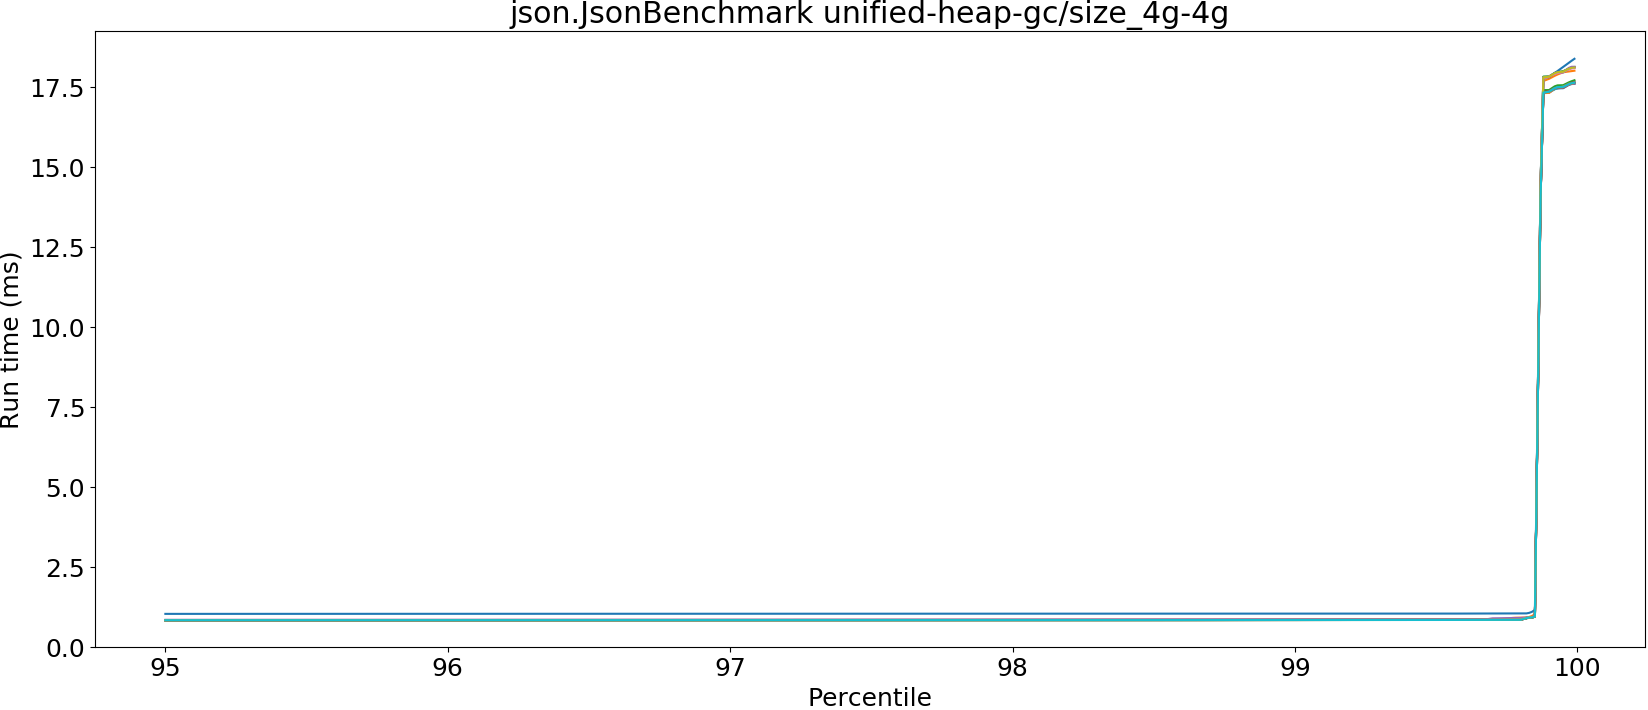 json.JsonBenchmark unified-heap-gc/size_4g-4g
Run time (ms)
17.5
15.0
12.5
10.0
7.5
5.0
2.5
0.0
95 96 97 98 99 100
Percentile